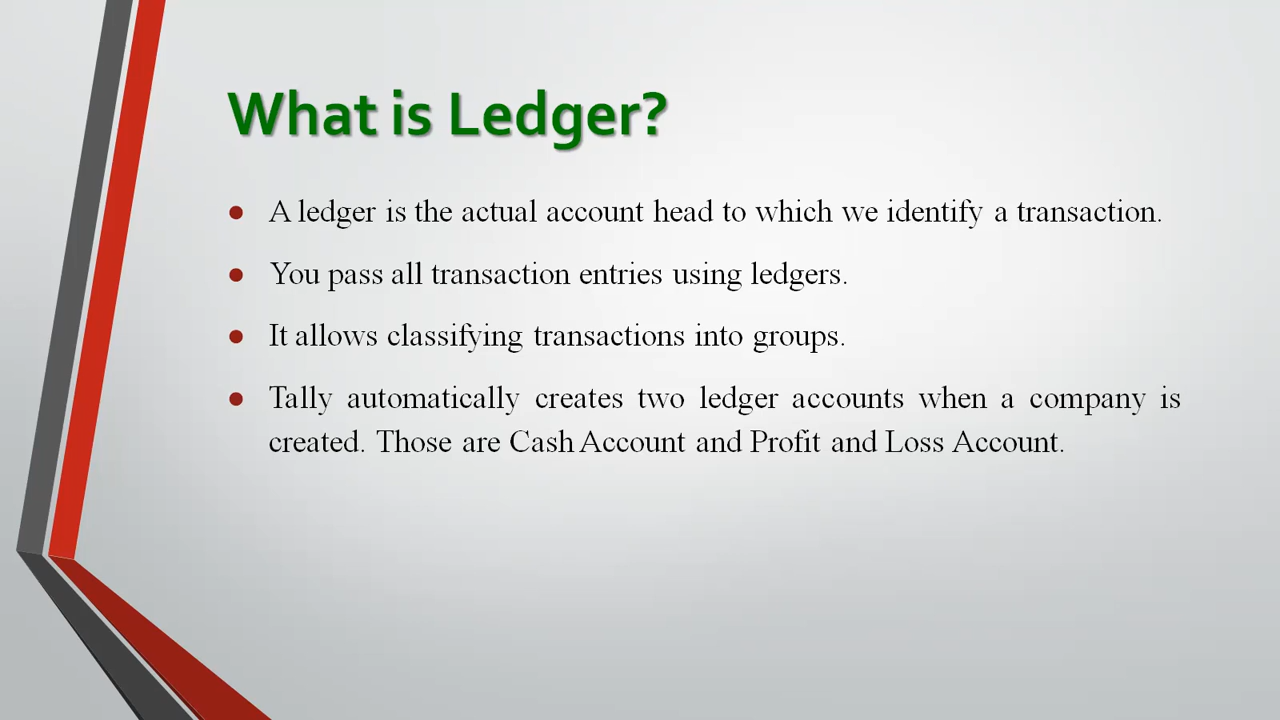 What is Ledger?
A ledger is the actual account head to which we identify a transaction.
You pass all transaction entries using ledgers.
It allows classifying transactions into groups.
Tally automatically creates two ledger accounts when a company is
created. Those are Cash Account and Profit and Loss Account.